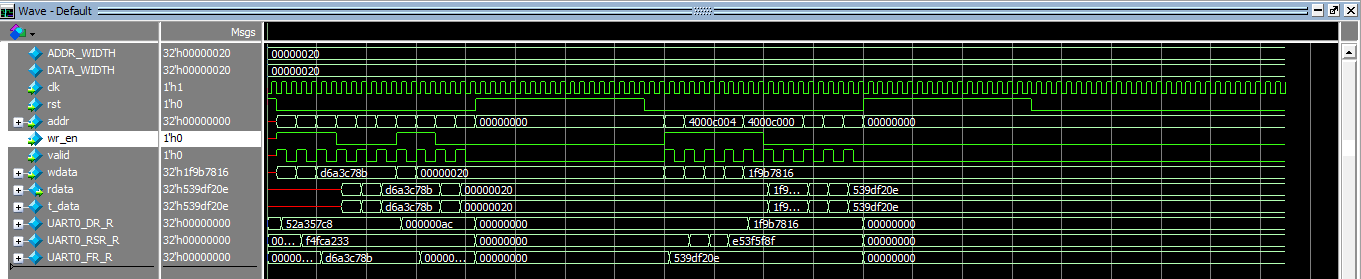 Wave - Default
Msgs
ADDR_WIDTH 32'h00000020 00000020
DATA_WIDTH 32'h00000020 00000020
clk 1'h1
rst 1'h0
addr 32'h00000000 00000000 4000c004 4000c000 00000000
wr_en 1'h0
valid 1'h0
wdata 32'h1f9b7816 d6a3c78b 00000020 1f9b7816
rdata 32'h539df20e d6a3c78b 00000020 1f9... 539df20e
t_data 32'h539df20e d6a3c78b 00000020 1f9... 539df20e
UART0_DR_R 32'h00000000 52a357c8 000000ac 00000000 1f9b7816 00000000
UART0_RSR_R 32'h00000000 00... f4fca233 00000000 e53f5f8f 00000000
UART0_FR_R 32'h00000000 00000... d6a3c78b 00000... 00000000 539df20e 00000000